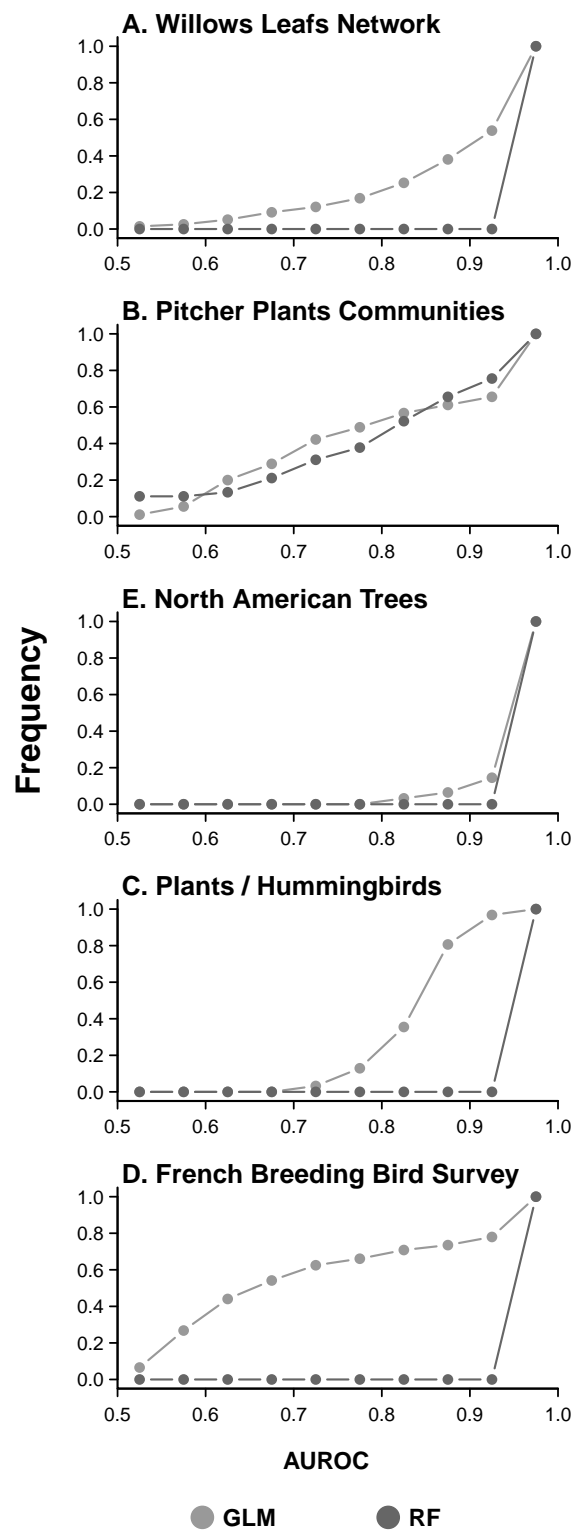 A. Willows Leafs Network
1.0
0.8
0.6
0.4
0.2
0.0
0.5 0.6 0.7 0.8 0.9 1.0
B. Pitcher Plants Communities
1.0
0.8
0.6
0.4
0.2
0.0
0.5 0.6 0.7 0.8 0.9 1.0
E. North American Trees
1.0
0.8
0.6
0.4
0.2
0.0
0.5 0.6 0.7 0.8 0.9 1.0
Frequency
C. Plants / Hummingbirds
1.0
0.8
0.6
0.4
0.2
0.0
0.5 0.6 0.7 0.8 0.9 1.0
D. French Breeding Bird Survey
1.0
0.8
0.6
0.4
0.2
0.0
0.5 0.6 0.7 0.8 0.9 1.0
AUROC
GLM RF